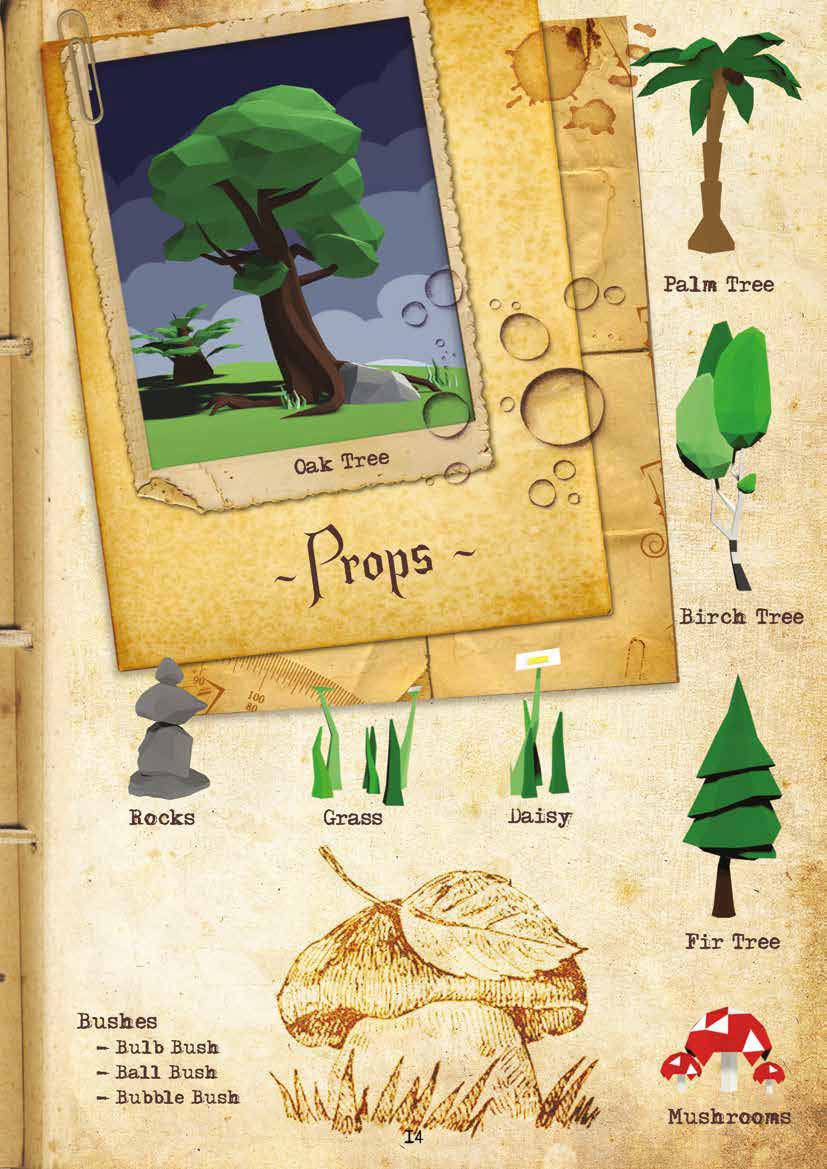 Oak Tree
~Props~
Palm Tree
Birch Tree
90
100
80
Rocks
Grass
Daisy
Fir Tree
Bushes
- Bulb Bush
- Ball Bush
- Bubble Bush
Mushrooms
14